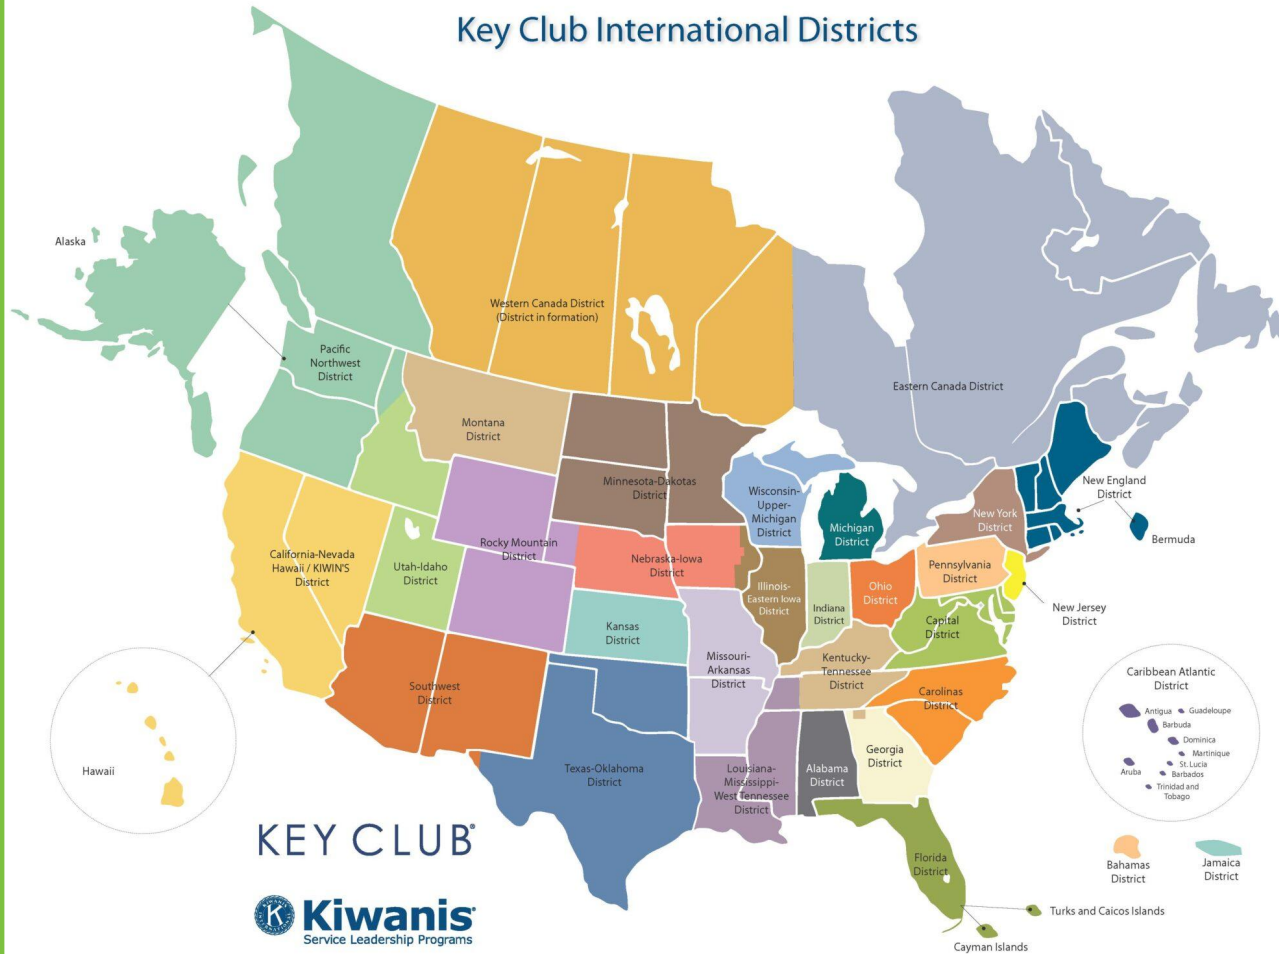 Key Club International Districts
Alaska
Pacific
Northwest
District
Western Canada District
(District in formation)
Eastern Canada District
Montana
District
Minnesota-Dakotas
District
Wisconsin-
Upper-
Michigan
District
Michigan
District
New York
District
New England
District
Bermuda
California-Nevada
Hawaii / KIWIN'S
District
Utah-Idaho
District
Rocky Mountain
District
Nebraska-Iowa
District
Illinois-
Eastern Iowa
District
Indiana
District
Ohio
District
Pennsylvania
District
New Jersey
District
Capital
District
Kansas
District
Missouri-
Arkansas
District
Kentucky-
Tennessee
District
Carolinas
District
Southwest
District
Texas-Oklahoma
District
Louisiana-
Mississippi-
West Tennessee
District
Alabama
District
Georgia
District
Florida
District
Hawaii
Caribbean Atlantic
District
Antigua
Guadeloupe
Barbuda
Dominica
Martinique
St. Lucia
Aruba
Barbados
Trinidad and
Tobago
Bahamas
District
Jamaica
District
Turks and Caicos Islands
Cayman Islands
KEY CLUB®
K
Kiwanis®
Service Leadership Programs